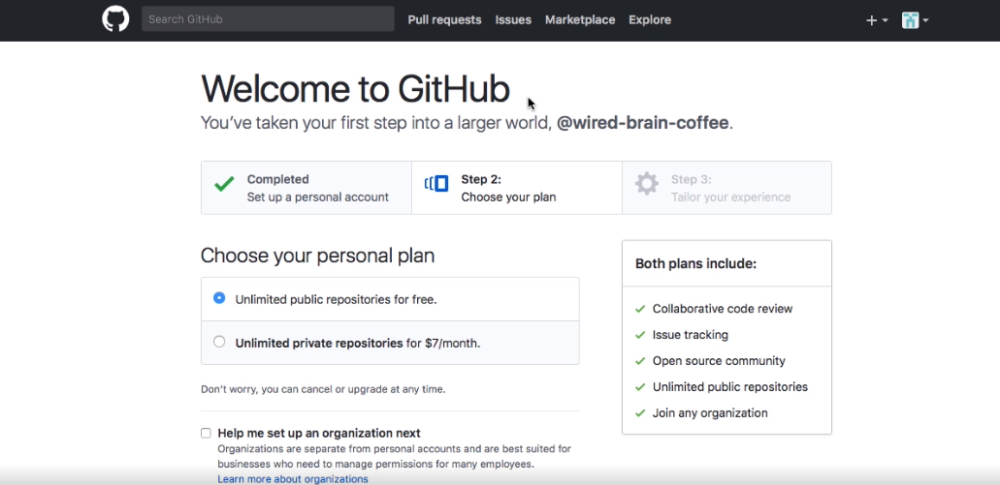 Search GitHub
Pull requests Issues Marketplace Explore
Welcome to GitHub
You've taken your first step into a larger world, @wired-brain-coffee.
Completed
Set up a personal account
Step 2:
Choose your plan
Step 3:
Tailor your experience
Choose your personal plan
Unlimited public repositories for free.
Unlimited private repositories for $7/month.
Don't worry, you can cancel or upgrade at any time.
Help me set up an organization next
Organizations are separate from personal accounts and are best suited for
businesses who need to manage permissions for many employees.
Learn more about organizations
Both plans include:
Collaborative code review
Issue tracking
Open source community
Unlimited public repositories
Join any organization